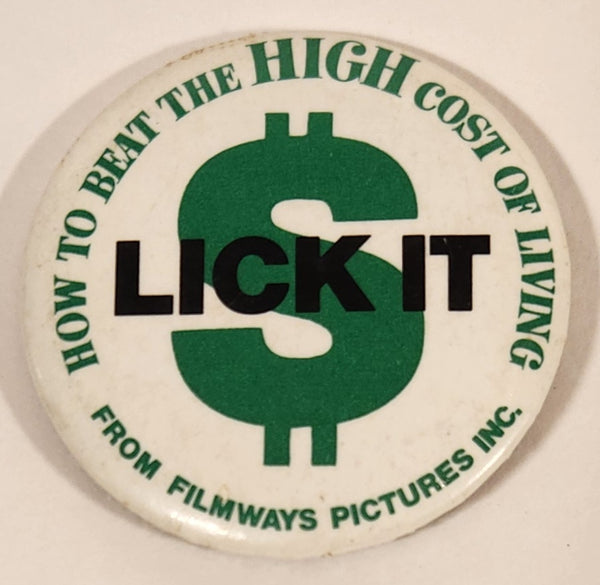 HOW TO BEAT THE HIGH COST OF LIVING
$
LICK IT
FROM FILMWAYS PICTURES INC.